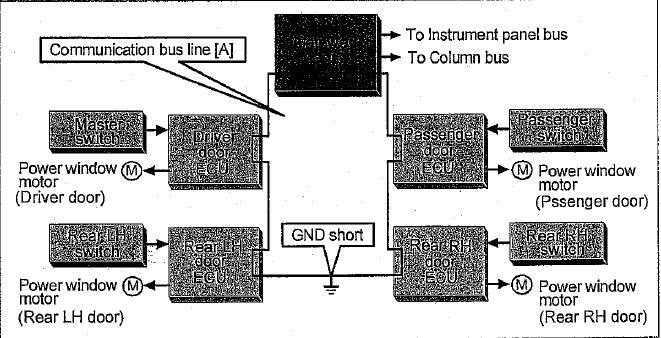 To Instrument panel bus
Communication bus line [A]
To Column bus
Master
switch
Driver
door
ECU
Passenger
door
ECU
Passenger
switch
Power window
motor
(Driver door)
M
M
Power window
motor
(Pssenger door)
Rear LH
switch
Rear LH
door
ECU
GND short
Rear RH
door
ECU
Rear RH
switch
Power window
motor
(Rear LH door)
M
M
Power window
motor
(Rear RH door)